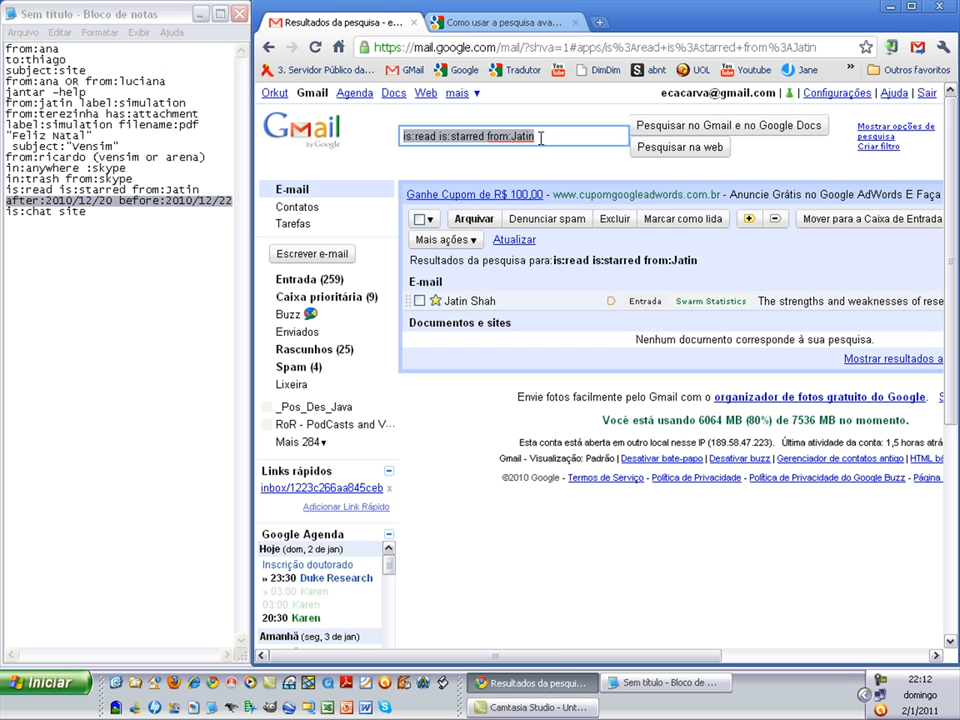 Sem título - Bloco de notas
Arquivo Editar Formatar Exibir Ajuda
from:ana
to:thiago
subject:site
from:ana OR from:luciana
jantar -help
from:jatin label:simulation
from:terezinha has:attachment
label:simulation filename:pdf
"Feliz Natal"
subject:"Vensim"
from:ricardo (vensim or arena)
in:anywhere :skype
in:trash from:skype
is:read is:starred from:Jatin
after:2010/12/20 before:2010/12/22
is:chat site
Resultados da pesquisa - e...
Como usar a pesquisa ava...
https://mail.google.com/mail/?shva=1#apps/is%3Aread+is%3Astarred+from%3AJatin
3. Servidor Público da...
GMail
Google
Tradutor
DimDim
abnt
UOL
Youtube
Jane
»
Outros favoritos
Orkut Gmail Agenda Docs Web mais ▼
ecacarva@gmail.com | | Configurações | Ajuda | Sair
Gmail
by Google
is:read is:starred from:Jatin
Pesquisar no Gmail e no Google Docs
Pesquisar na web
Mostrar opções de
pesquisa
Criar filtro
E-mail
Contatos
Tarefas
Escrever e-mail
Entrada (259)
Caixa prioritária (9)
Buzz
Enviados
Rascunhos (25)
Spam (4)
Lixeira
_Pos_Des_Java
RoR - PodCasts and V...
Mais 284▼
Links rápidos
inbox/1223c266aa845ceb x
Adicionar Link Rápido
Google Agenda
Hoje (dom, 2 de jan)
Inscrição doutorado
» 23:30 Duke Research
» 03:00 Karen
03:00 Karen
20:30 Karen
Amanhã (seg, 3 de jan)
Ganhe Cupom de R$ 100,00 - www.cupomgoogleadwords.com.br - Anuncie Grátis no Google AdWords E Faça
Arquivar Denunciar spam Excluir Marcar como lida Mover para a Caixa de Entrada
Mais ações ▼ Atualizar
Resultados da pesquisa para:is:read is:starred from:Jatin
E-mail
Jatin Shah Entrada Swarm Statistics The strengths and weaknesses of rese
Documentos e sites
Nenhum documento corresponde à sua pesquisa.
Mostrar resultados a
Envie fotos facilmente pelo Gmail com o organizador de fotos gratuito do Google.
Você está usando 6064 MB (80%) de 7536 MB no momento.
Esta conta está aberta em outro local nesse IP (189.58.47.223). Última atividade da conta: 1,5 horas atrá
Gmail - Visualização: Padrão | Desativar bate-papo | Desativar buzz | Gerenciador de contatos antigo | HTML bá
©2010 Google - Termos de Serviço - Política de Privacidade - Política de Privacidade do Google Buzz - Página
Iniciar
Resultados da pesqui...
Sem título - Bloco de ...
Camtasia Studio - Unt...
22:12
domingo
2/1/2011